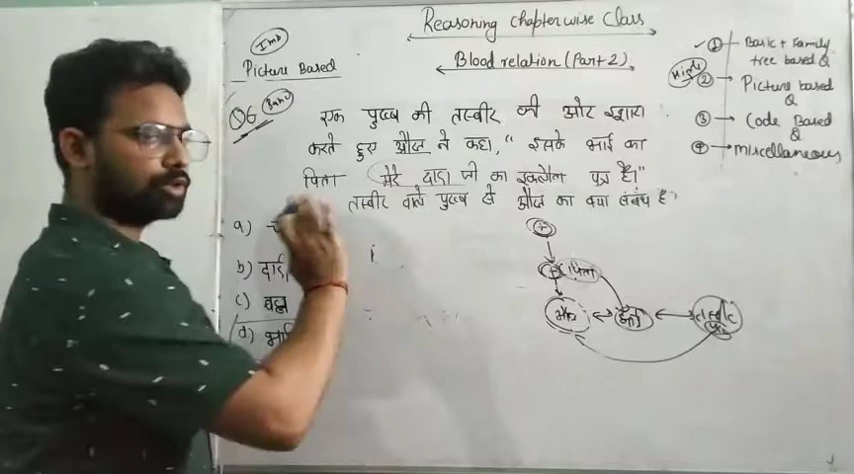 Reasoning Chapterwise Class
Blood relation (Part 2)
Imp
Picture Based
① Basic + Family tree based Q
High ② → Picture based Q
③ → Code Based Q
④ → Miscellaneous
Q6 Bank एक पुरुष की तस्वीर की ओर इशारा
करते हुए औरत ने कहा, " इसके भाई का
पिता मेरे दादा जी का इकलौता पुत्र है।"
तस्वीर वाले पुरुष से औरत का क्या संबंध है?
a)
b) दादी
c) बहन
d)
+
+ पिता
औरत
भाई
तस्वीर